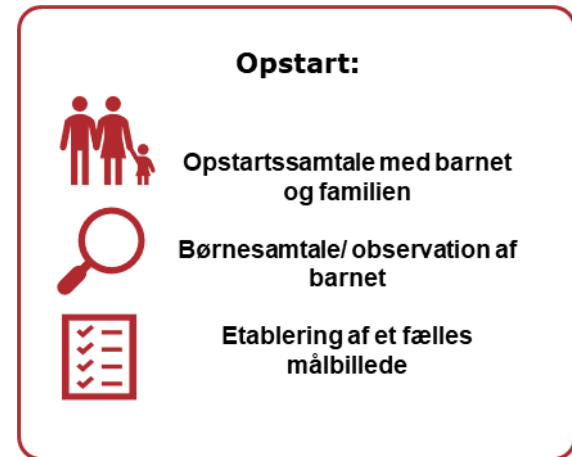 Opstart:
Opstartssamtale med barnet
og familien
Børnesamtale/ observation af
barnet
Etablering af et fælles
målbillede